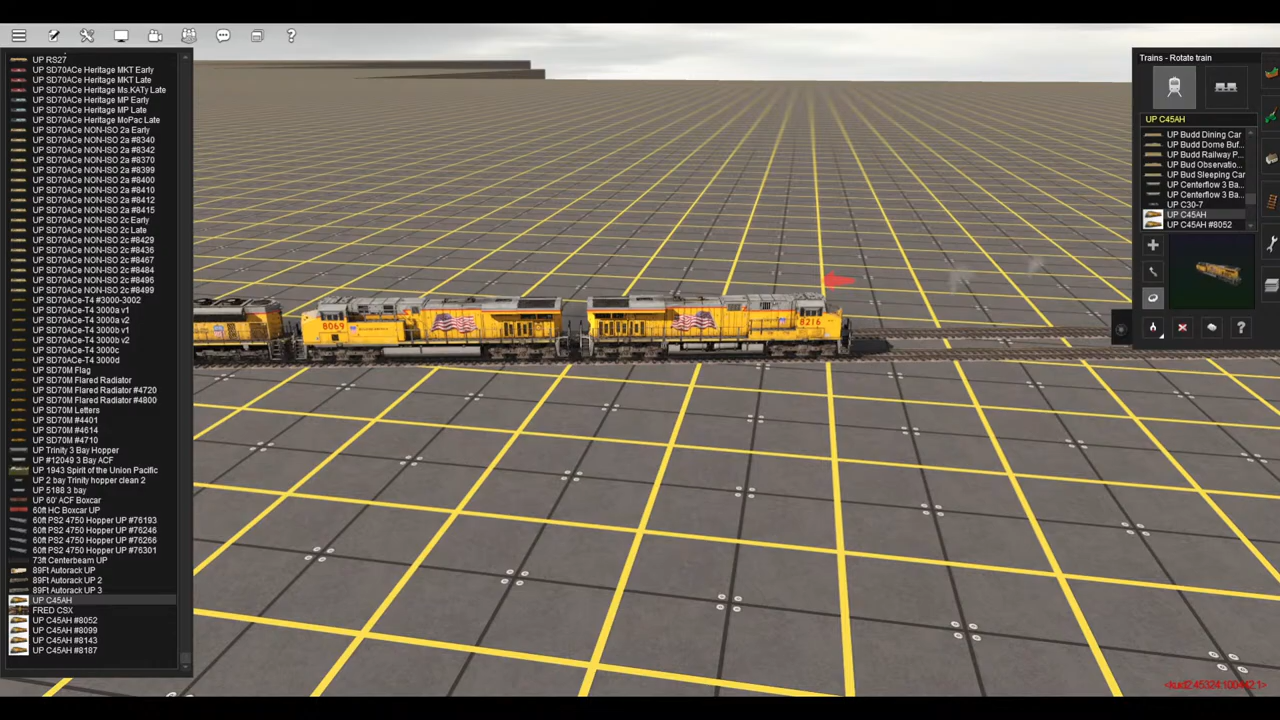 Trains - Rotate train
UP RS27
UP SD70ACe Heritage MKT Early
UP SD70ACe Heritage MKT Late
UP SD70ACe Heritage Ms.KATy Late
UP SD70ACe Heritage MP Early
UP SD70ACe Heritage MP Late
UP SD70ACe Heritage MoPac Late
UP SD70ACe NON-ISO 2a Early
UP SD70ACe NON-ISO 2a #8340
UP SD70ACe NON-ISO 2a #8342
UP SD70ACe NON-ISO 2a #8370
UP SD70ACe NON-ISO 2a #8399
UP SD70ACe NON-ISO 2a #8400
UP SD70ACe NON-ISO 2a #8410
UP SD70ACe NON-ISO 2a #8412
UP SD70ACe NON-ISO 2a #8415
UP SD70ACe NON-ISO 2c Early
UP SD70ACe NON-ISO 2c Late
UP SD70ACe NON-ISO 2c #8429
UP SD70ACe NON-ISO 2c #8436
UP SD70ACe NON-ISO 2c #8467
UP SD70ACe NON-ISO 2c #8484
UP SD70ACe NON-ISO 2c #8496
UP SD70ACe NON-ISO 2c #8499
UP SD70ACe-T4 #3000-3002
UP SD70ACe-T4 3000a v1
UP SD70ACe-T4 3000a v2
UP SD70ACe-T4 3000b v1
UP SD70ACe-T4 3000b v2
UP SD70ACe-T4 3000c
UP SD70ACe-T4 3000d
UP SD70M Flag
UP SD70M Flared Radiator
UP SD70M Flared Radiator #4720
UP SD70M Flared Radiator #4800
UP SD70M Letters
UP SD70M #4401
UP SD70M #4614
UP SD70M #4710
UP Trinity 3 Bay Hopper
UP #12049 3 Bay ACF
UP 1943 Spirit of the Union Pacific
UP 2 bay Trinity hopper clean 2
UP 5188 3 bay
UP 60' ACF Boxcar
60ft HC Boxcar UP
60ft PS2 4750 Hopper UP #76193
60ft PS2 4750 Hopper UP #76246
60ft PS2 4750 Hopper UP #76266
60ft PS2 4750 Hopper UP #76301
73ft Centerbeam UP
89Ft Autorack UP
89Ft Autorack UP 2
89Ft Autorack UP 3
UP C45AH
FRED CSX
UP C45AH #8052
UP C45AH #8099
UP C45AH #8143
UP C45AH #8187
8069
8216
UP C45AH
UP Budd Dining Car
UP Budd Dome Buf...
UP Budd Railway P...
UP Bud Observatio...
UP Bud Sleeping Car
UP Centerflow 3 Ba...
UP Centerflow 3 Ba...
UP C30-7
UP C45AH
UP C45AH #8052